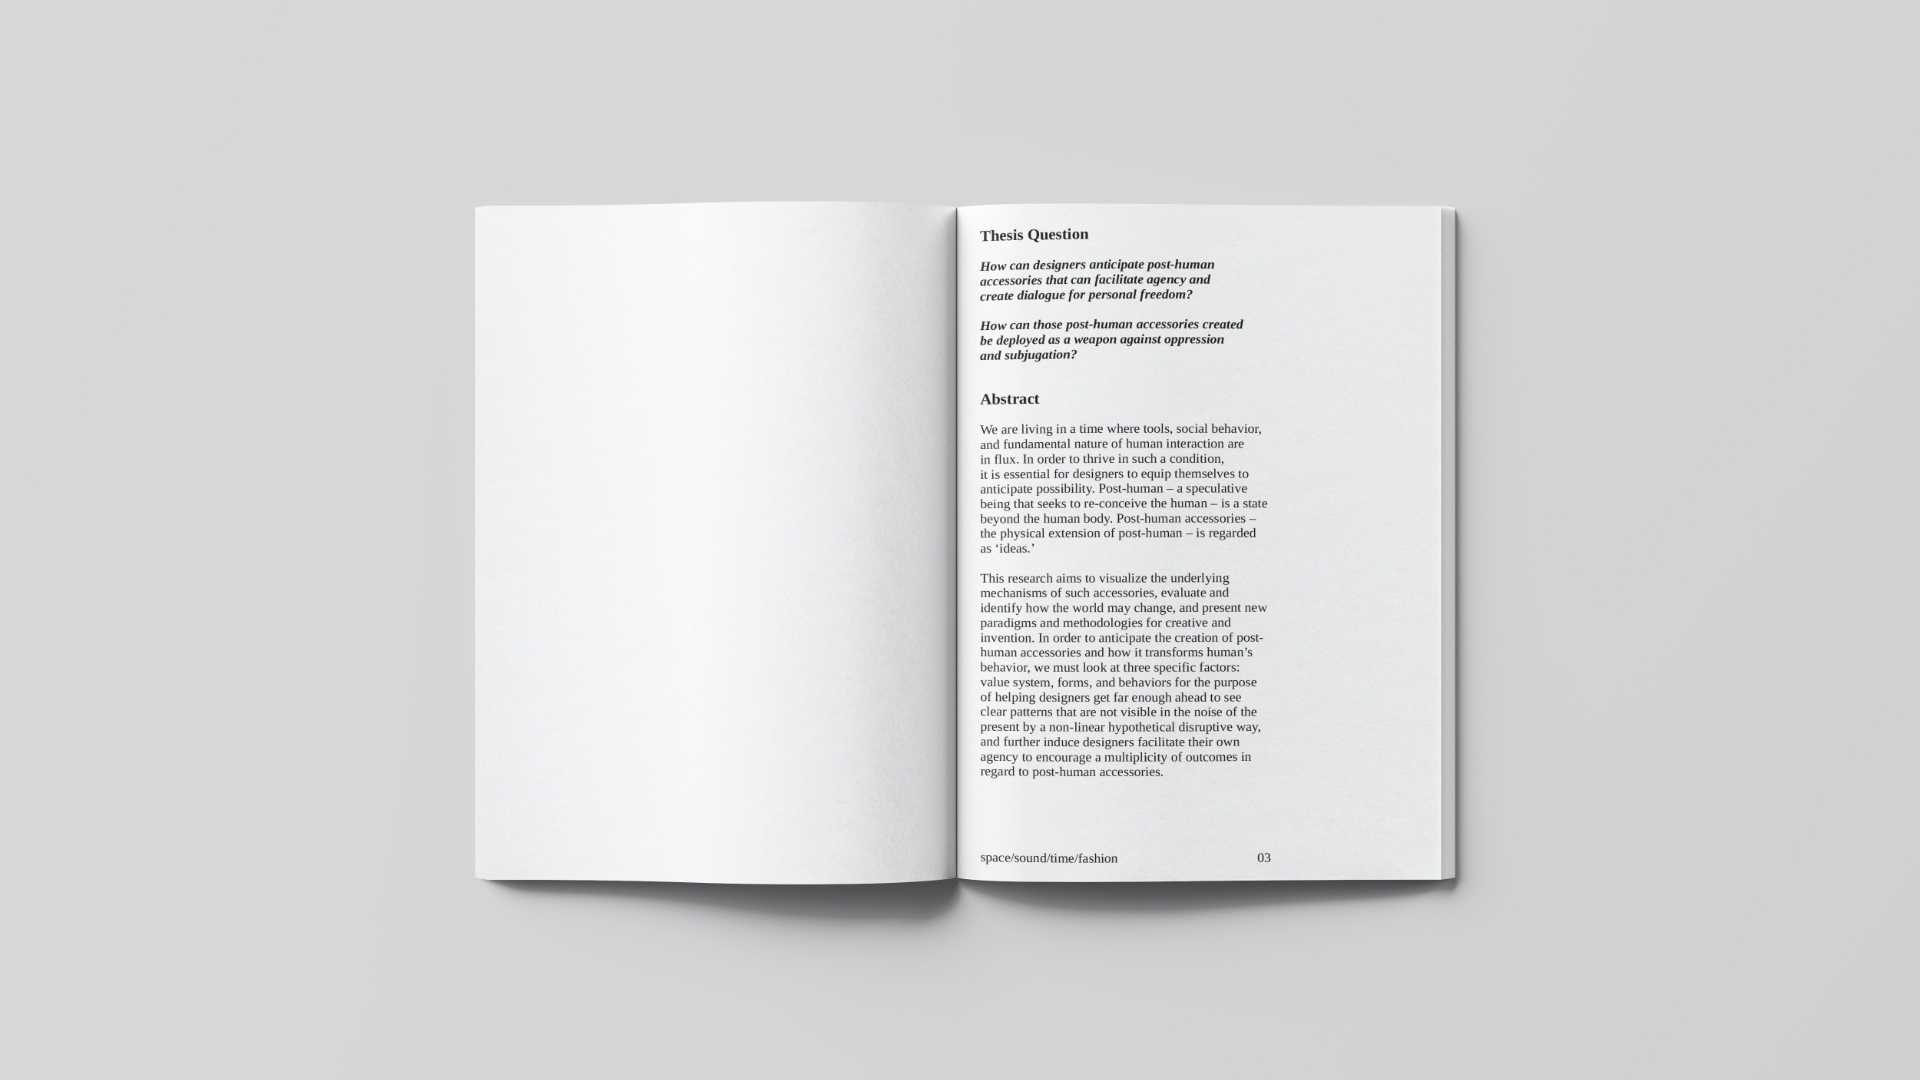 Thesis Question
How can designers anticipate post-human
accessories that can facilitate agency and
create dialogue for personal freedom?
How can those post-human accessories created
be deployed as a weapon against oppression
and subjugation?
Abstract
We are living in a time where tools, social behavior,
and fundamental nature of human interaction are
in flux. In order to thrive in such a condition,
it is essential for designers to equip themselves to
anticipate possibility. Post-human – a speculative
being that seeks to re-conceive the human – is a state
beyond the human body. Post-human accessories –
the physical extension of post-human – is regarded
as ‘ideas.’
This research aims to visualize the underlying
mechanisms of such accessories, evaluate and
identify how the world may change, and present new
paradigms and methodologies for creative and
invention. In order to anticipate the creation of post-
human accessories and how it transforms human’s
behavior, we must look at three specific factors:
value system, forms, and behaviors for the purpose
of helping designers get far enough ahead to see
clear patterns that are not visible in the noise of the
present by a non-linear hypothetical disruptive way,
and further induce designers facilitate their own
agency to encourage a multiplicity of outcomes in
regard to post-human accessories.
space/sound/time/fashion 03